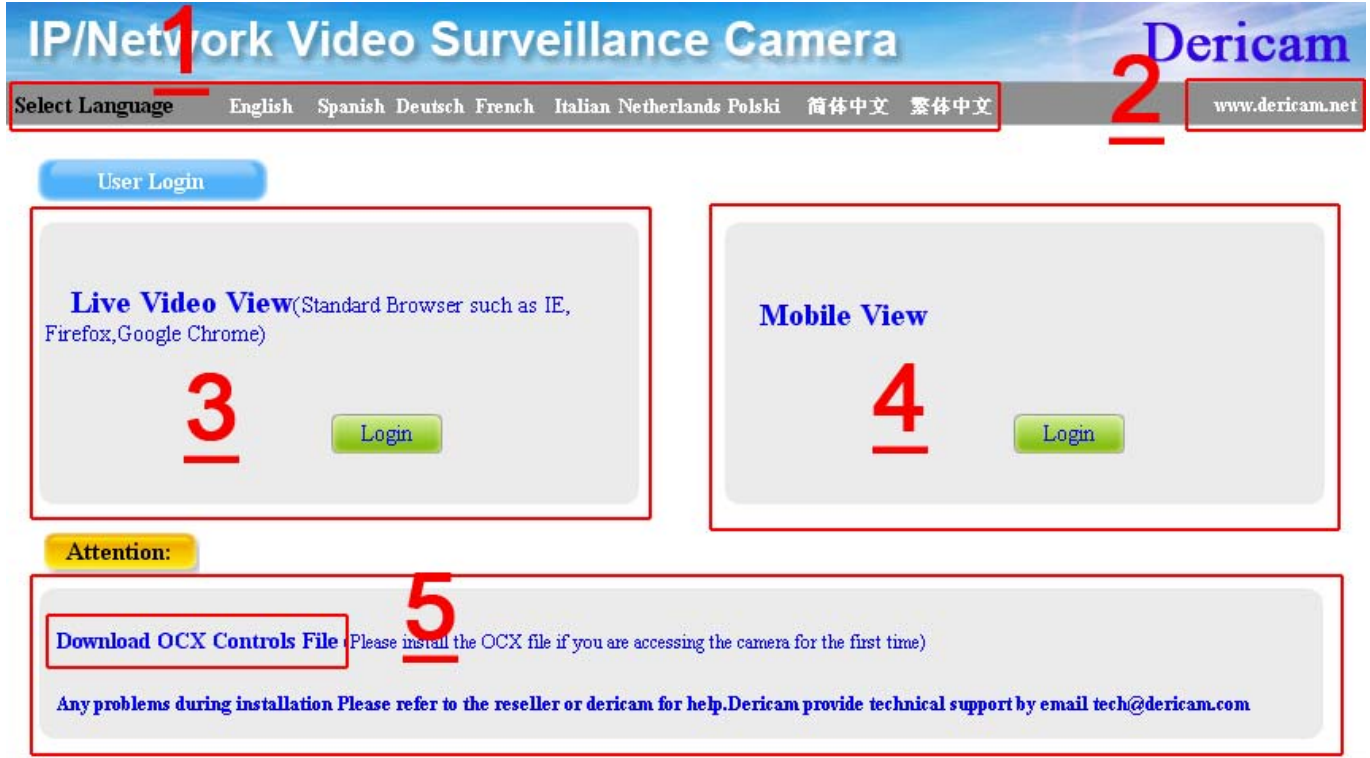 IP/Network Video Surveillance Camera
Dericam
1
2
Select Language English Spanish Deutsch French Italian Netherlands Polski 简体中文 繁体中文
www.dericam.net
User Login
Live Video View(Standard Browser such as IE,
Firefox,Google Chrome)
3
Login
Mobile View
4
Login
Attention:
5
Download OCX Controls File (Please install the OCX file if you are accessing the camera for the first time)
Any problems during installation Please refer to the reseller or dericam for help.Dericam provide technical support by email tech@dericam.com